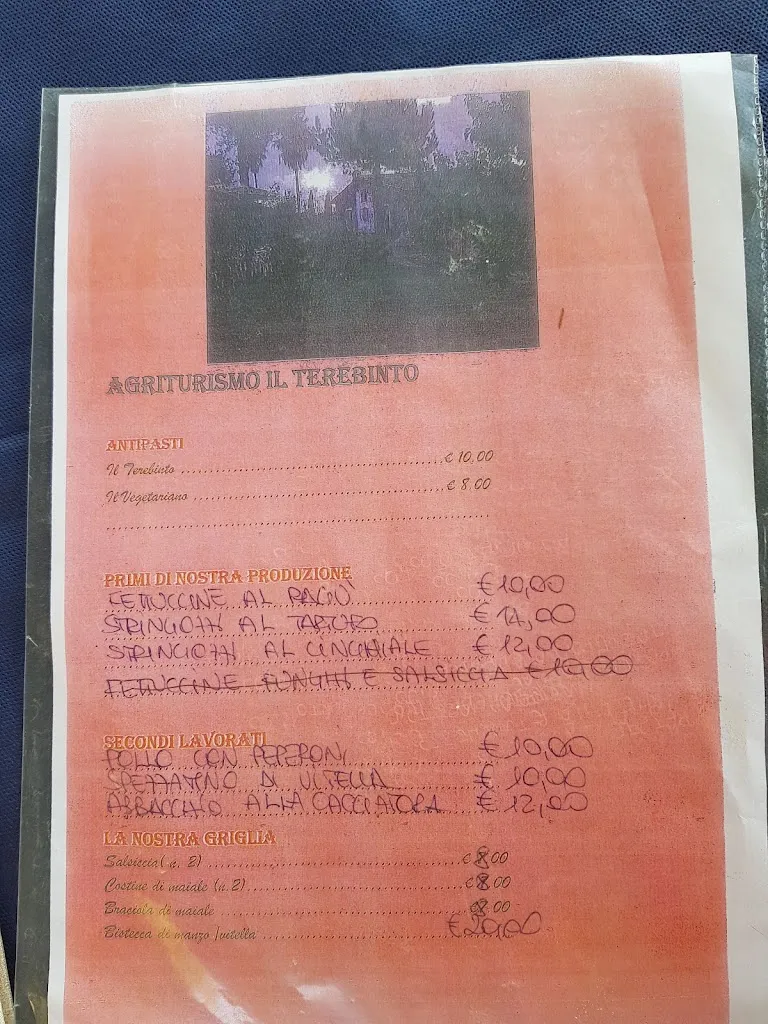 AGRITURISMO IL TEREBINTO
ANTIPASTI
Il Terebinto ........................................ € 10,00
Il Vegetariano ........................................ € 8,00
PRIMI DI NOSTRA PRODUZIONE
FETTUCCINE AL RAGÙ € 10,00
STRINGOZZI AL TARTUFO € 14,00
STRINGOZZI AL CINGHIALE € 12,00
FETTUCCINE FUNGHI E SALSICCIA € 10,00
SECONDI LAVORATI
POLLO CON PEPERONI € 10,00
SPEZZATINO DI VITELLA € 10,00
ABBACCHIO ALLA CACCIATORA € 12,00
LA NOSTRA GRIGLIA
Salsiccia( n. 2) ........................................ € 8,00
Costine di maiale (n.2) ........................................ € 8,00
Braciola di maiale ........................................ 8,00
Bistecca di manzo /vitella ........................................ € 20,00